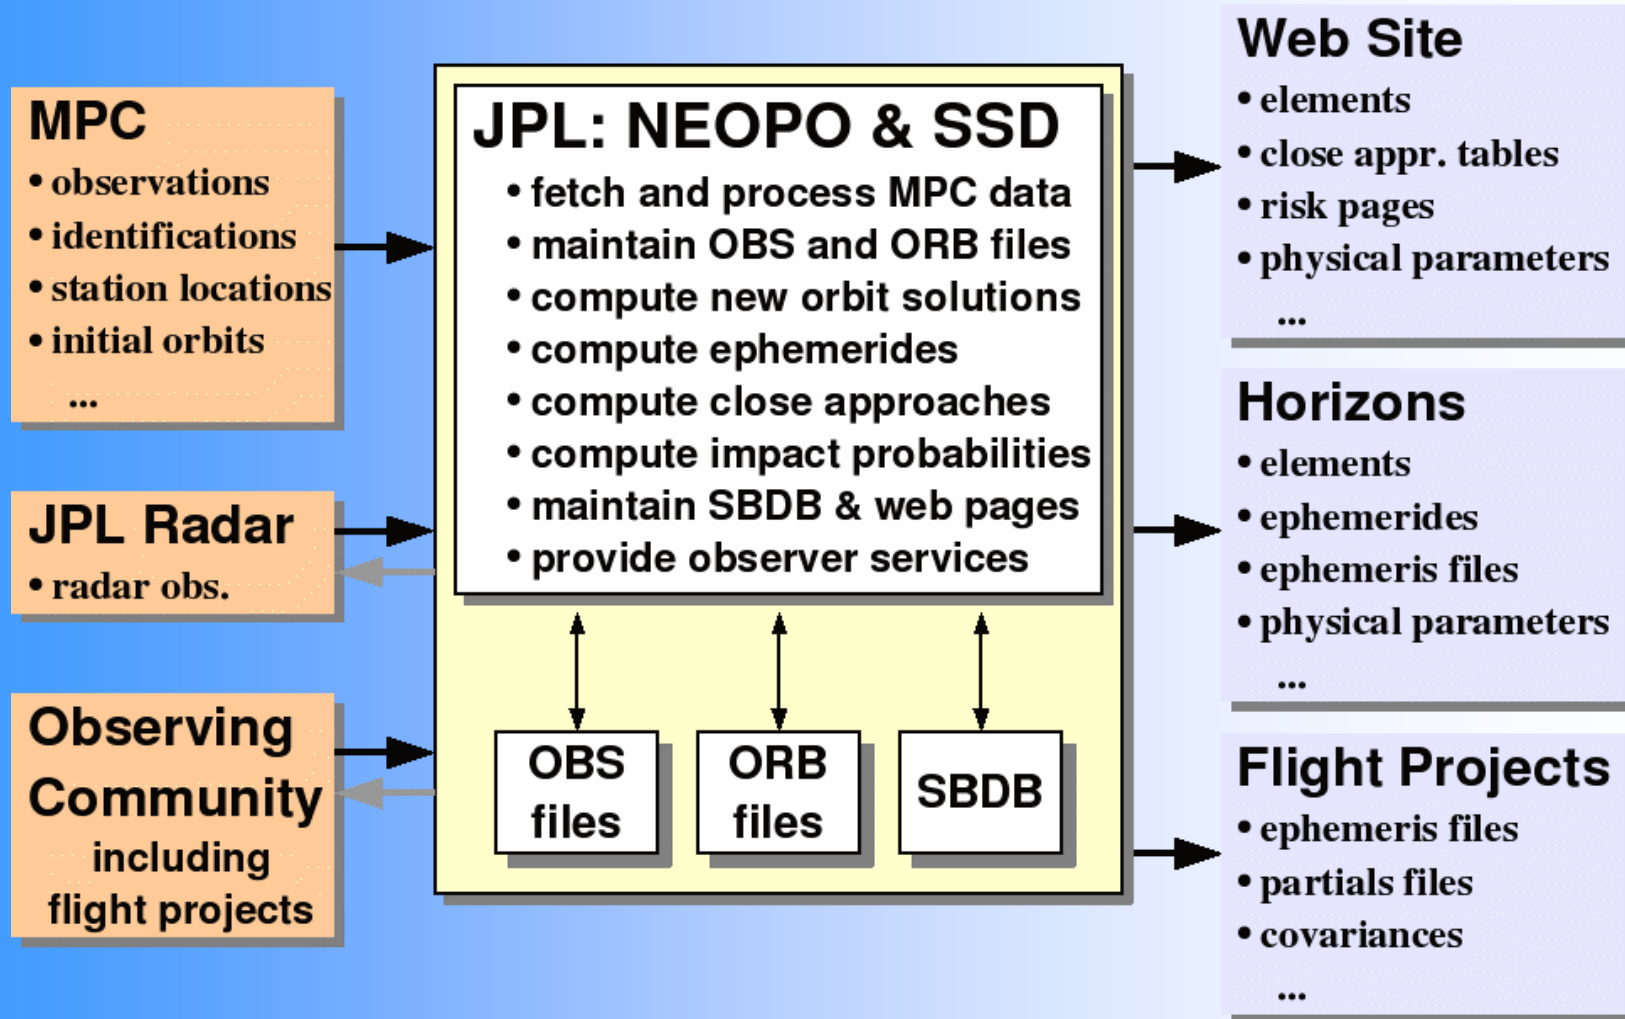 MPC
• observations
• identifications
• station locations
• initial orbits
...
JPL Radar
• radar obs.
Observing
Community
including
flight projects
JPL: NEOPO & SSD
• fetch and process MPC data
• maintain OBS and ORB files
• compute new orbit solutions
• compute ephemerides
• compute close approaches
• compute impact probabilities
• maintain SBDB & web pages
• provide observer services
OBS
files
ORB
files
SBDB
Web Site
• elements
• close appr. tables
• risk pages
• physical parameters
...
Horizons
• elements
• ephemerides
• ephemeris files
• physical parameters
...
Flight Projects
• ephemeris files
• partials files
• covariances
...